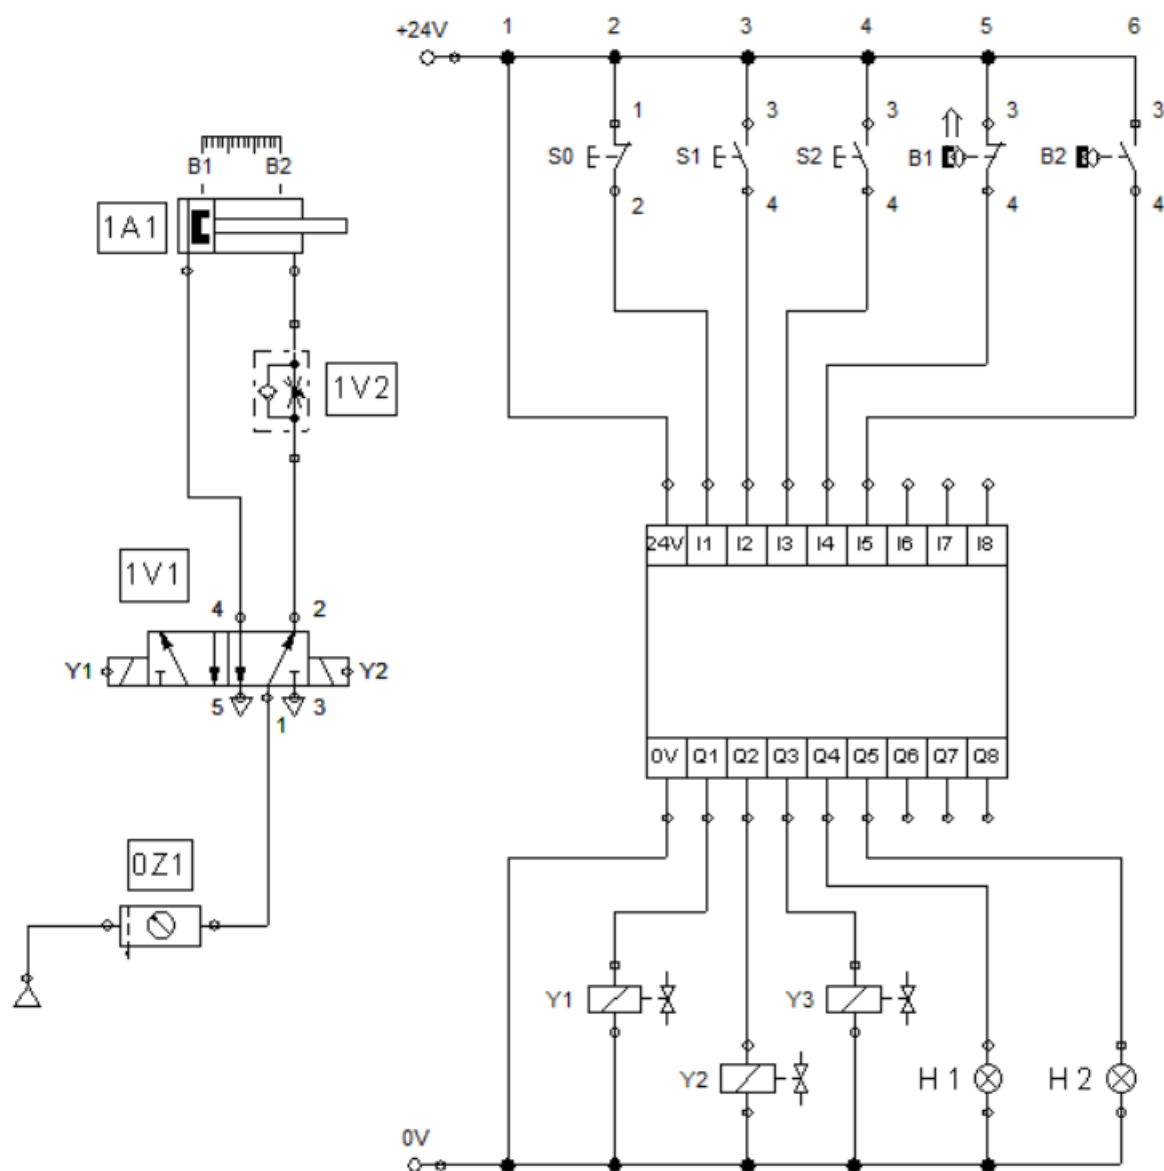 +24V 1 2 3 4 5 6
1 3 3 3 3
S0 S1 S2 B1 B2
2 4 4 4 4
B1 B2
1A1
1V2
1V1
4 2
Y1 Y2
5 1 3
0Z1
24V I1 I2 I3 I4 I5 I6 I7 I8
0V Q1 Q2 Q3 Q4 Q5 Q6 Q7 Q8
Y1 Y3
Y2 H1 H2
0V